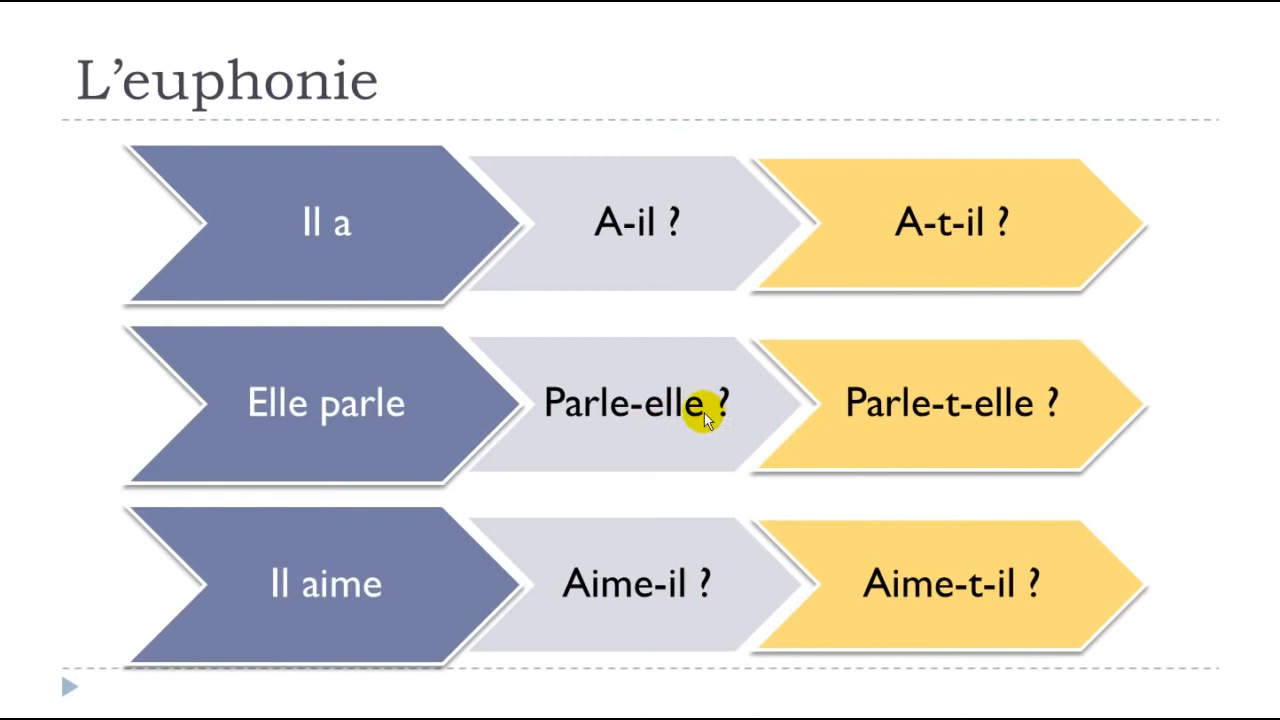 L’euphonie
Il a
A-il ?
A-t-il ?
Elle parle
Parle-elle ?
Parle-t-elle ?
Il aime
Aime-il ?
Aime-t-il ?